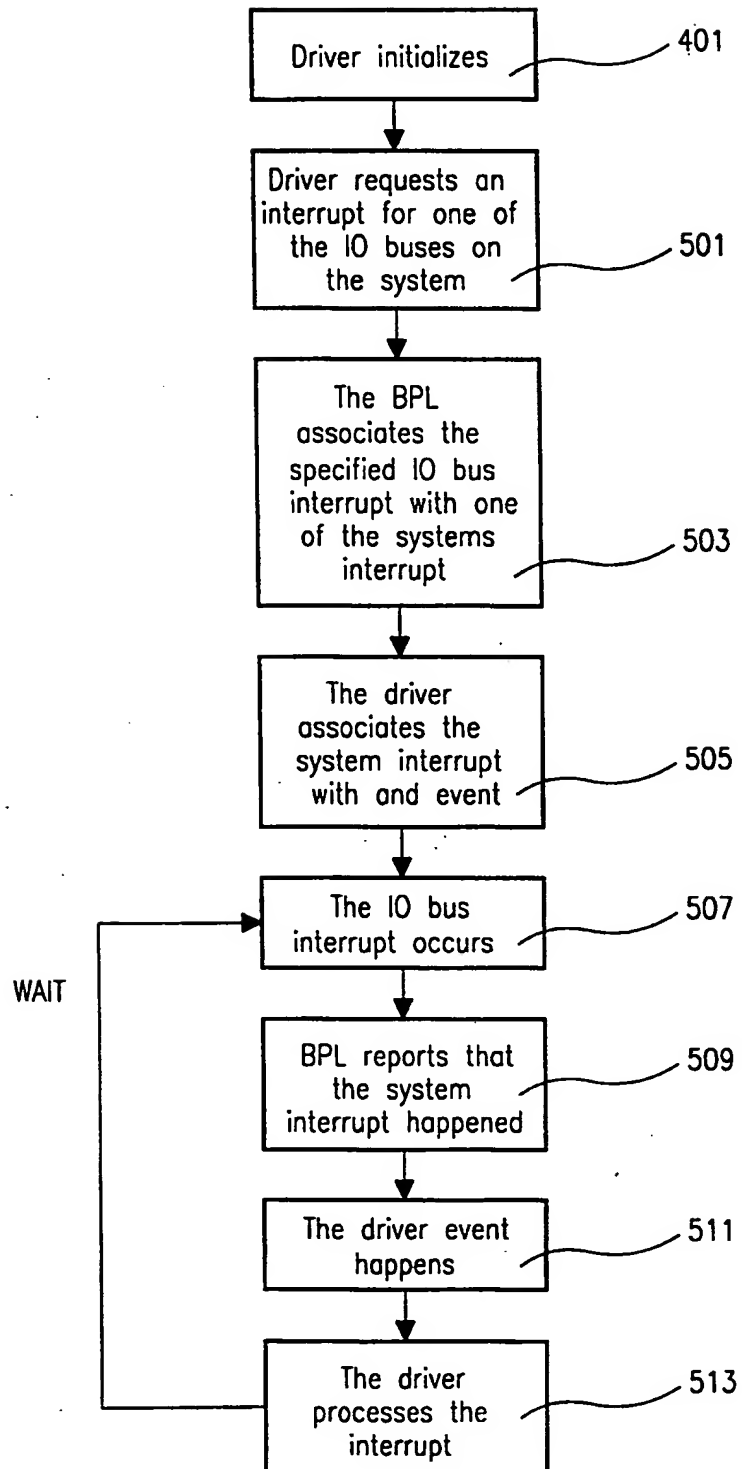 Driver initializes
401
Driver requests an
interrupt for one of
the IO buses on
the system
501
The BPL
associates the
specified IO bus
interrupt with one
of the systems
interrupt
503
The driver
associates the
system interrupt
with and event
505
The IO bus
interrupt occurs
507
WAIT
BPL reports that
the system
interrupt happened
509
The driver event
happens
511
The driver
processes the
interrupt
513